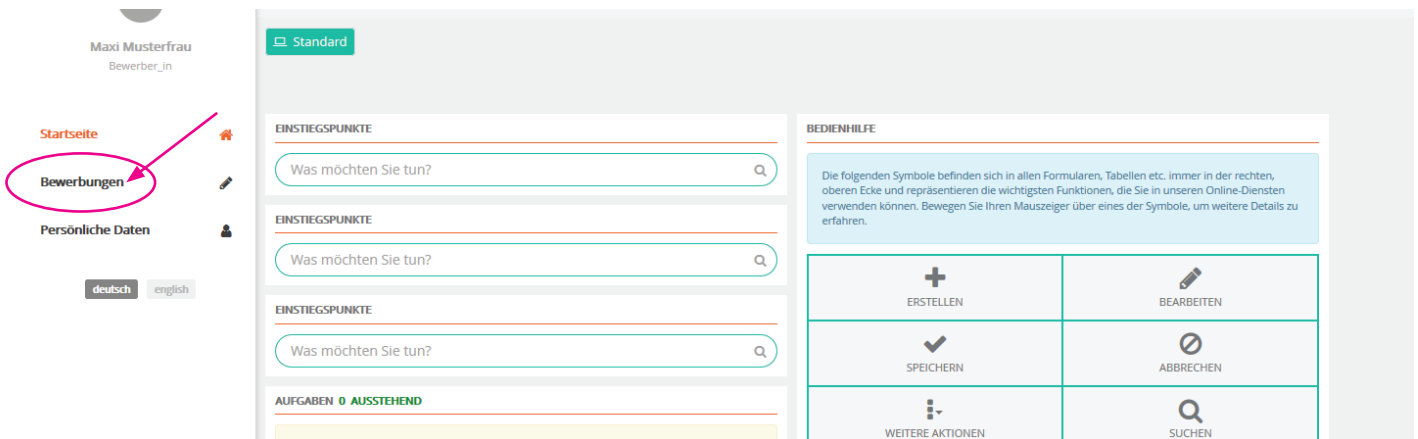 Maxi Musterfrau
Bewerber_in
Startseite
Bewerbungen
Persönliche Daten
deutsch english
Standard
EINSTIEGSPUNKTE
Was möchten Sie tun?
EINSTIEGSPUNKTE
Was möchten Sie tun?
EINSTIEGSPUNKTE
Was möchten Sie tun?
AUFGABEN 0 AUSSTEHEND
BEDIENHILFE
Die folgenden Symbole befinden sich in allen Formularen, Tabellen etc. immer in der rechten,
oberen Ecke und repräsentieren die wichtigsten Funktionen, die Sie in unseren Online-Diensten
verwenden können. Bewegen Sie Ihren Mauszeiger über eines der Symbole, um weitere Details zu
erfahren.
ERSTELLEN
BEARBEITEN
SPEICHERN
ABBRECHEN
WEITERE AKTIONEN
SUCHEN